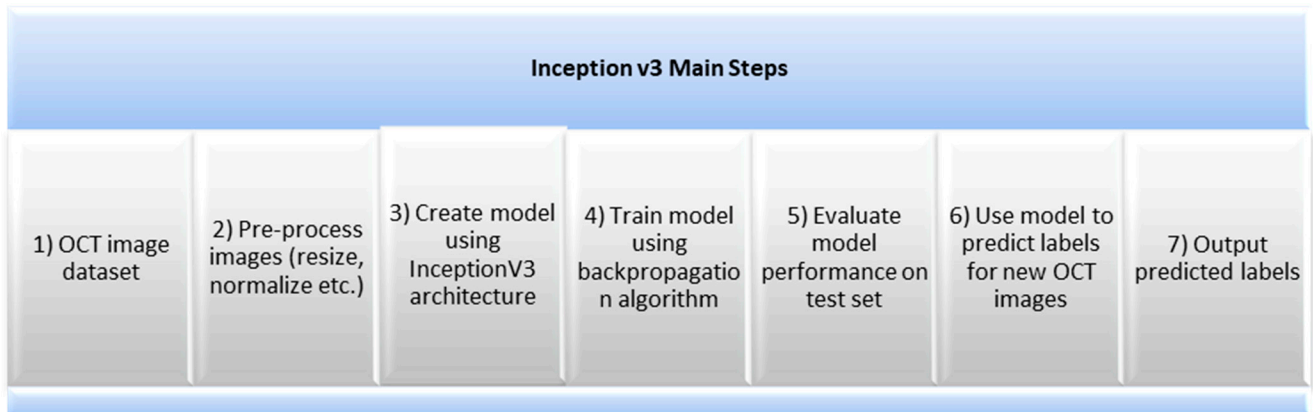 Inception v3 Main Steps
1) OCT image
dataset
2) Pre-process
images (resize,
normalize etc.)
3) Create model
using
InceptionV3
architecture
4) Train model
using
backpropagatio
n algorithm
5) Evaluate
model
performance on
test set
6) Use model to
predict labels
for new OCT
images
7) Output
predicted labels